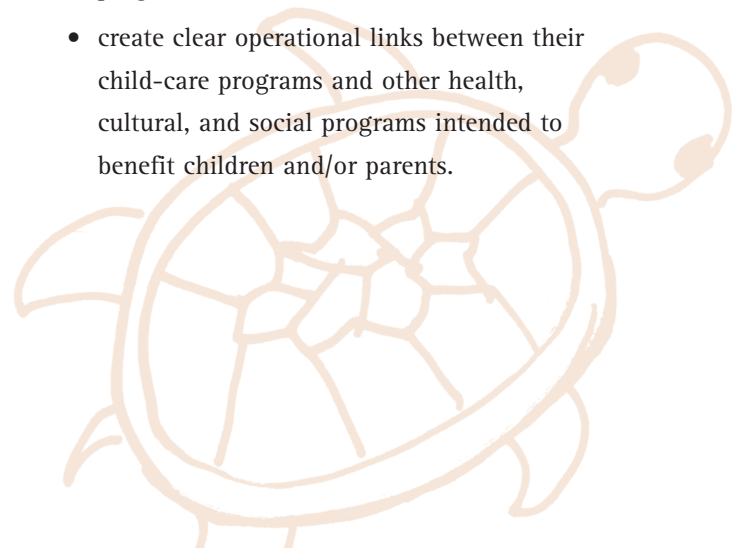 • create clear operational links between their
child-care programs and other health,
cultural, and social programs intended to
benefit children and/or parents.